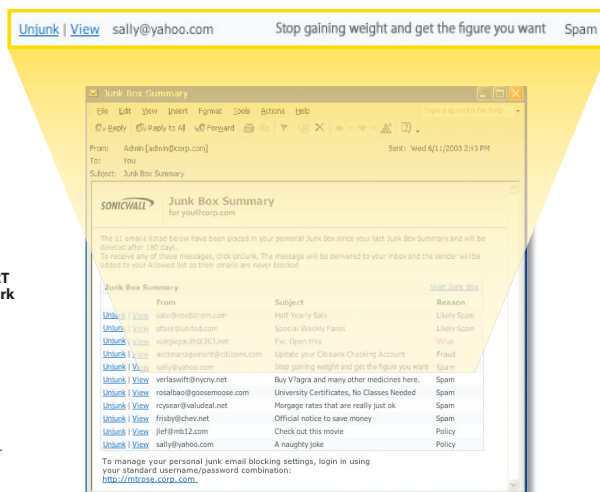 Unjunk | View sally@yahoo.com Stop gaining weight and get the figure you want Spam
Junk Box Summary
File Edit View Insert Format Tools Actions Help Type a question for help
Reply Reply to All Forward
From: Admin [admin@corp.com] Sent: Wed 6/11/2003 2:43 PM
To: You
Subject: Junk Box Summary
SONICWALL Junk Box Summary
for you@corp.com
The 11 emails listed below have been placed in your personal Junk Box since your last Junk Box Summary and will be
deleted after 180 days.
To receive any of these messages, click UnJunk. The message will be delivered to your inbox and the sender will be
added to your Allowed list so their emails are never blocked
Junk Box Summary Visit Junk Box
From Subject Reason
Unjunk | View sale@nordstrom.com Half Yearly Sale Likely Spam
Unjunk | View efare@united.com Special Weekly Fares Likely Spam
Unjunk | View @263.net Fw: Open this Virus
Unjunk | View acctmanagement@citibank.com Update your Citibank Checking Account Fraud
Unjunk | View sally@yahoo.com Stop gaining weight and get the figure you want Spam
Unjunk | View verlaswift@nycny.net Buy V?agra and many other medicines here. Spam
Unjunk | View rosalbao@goosemoose.com University Certificates, No Classes Needed Spam
Unjunk | View rcysear@valudeal.net Morgage rates that are really just ok Spam
Unjunk | View frisby@chev.net Official notice to save money Spam
Unjunk | View jlef@mb12.com Check out this movie Policy
Unjunk | View sally@yahoo.com A naughty joke Policy
To manage your personal junk email blocking settings, login in using
your standard username/password combination:
http://mtrose.corp.com